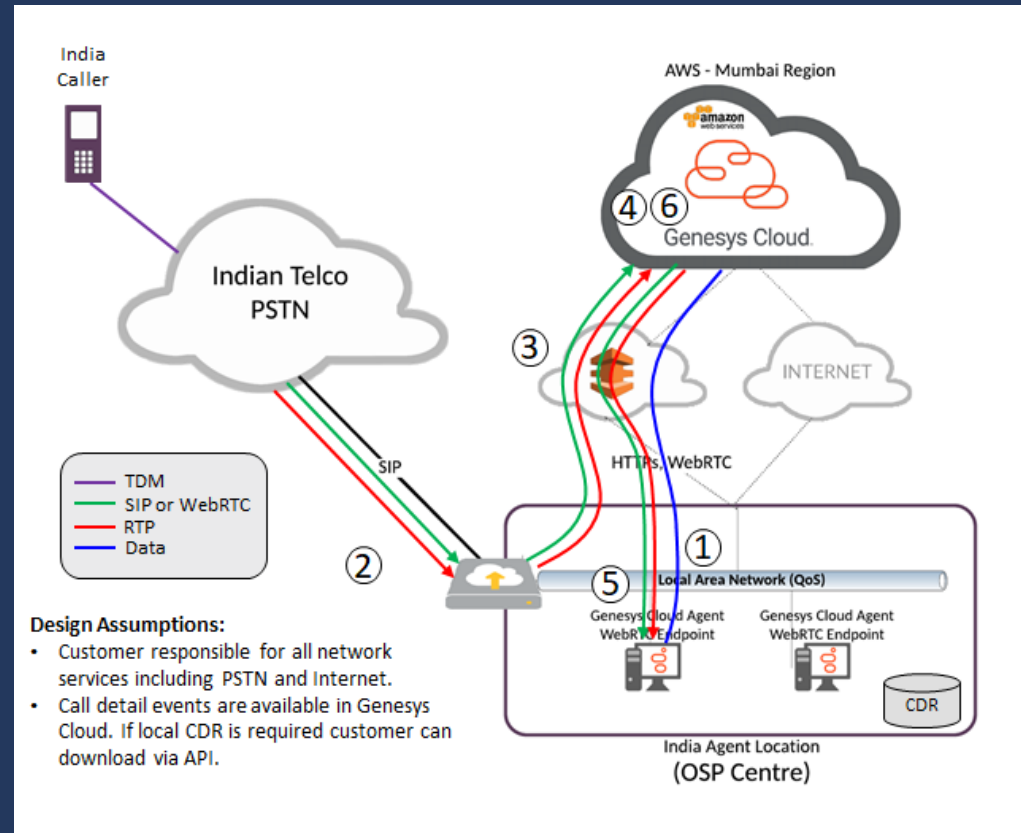 India
Caller
AWS - Mumbai Region
amazon
web services
4 6
Genesys Cloud.
Indian Telco
PSTN
3
INTERNET
HTTPs, WebRTC
SIP
TDM
SIP or WebRTC
RTP
Data
2
1
5
Local Area Network (QoS)
Genesys Cloud Agent
WebRTC Endpoint
Genesys Cloud Agent
WebRTC Endpoint
CDR
India Agent Location
(OSP Centre)
Design Assumptions:
• Customer responsible for all network
services including PSTN and Internet.
• Call detail events are available in Genesys
Cloud. If local CDR is required customer can
download via API.